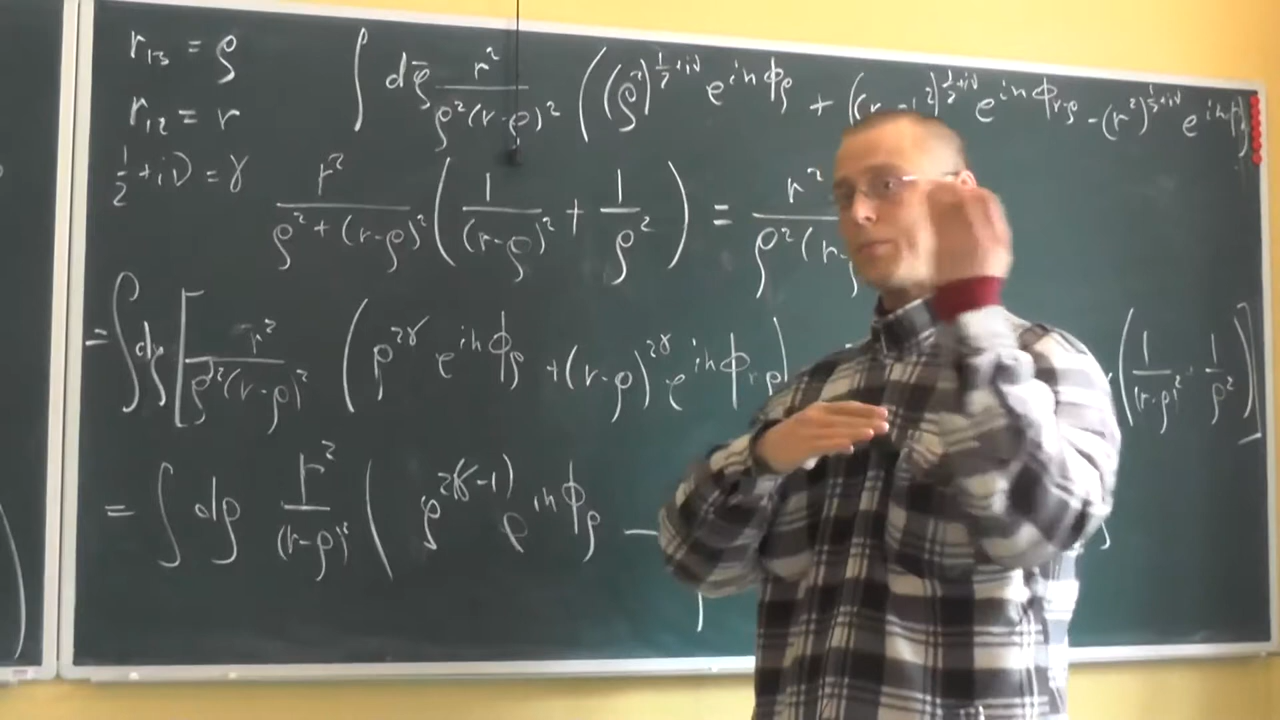 r₁₃ = ρ
∫ dρ̄ r²/(ρ²(r-ρ)²) ((ρ²)^(½+iν) e^(inϕ_ρ) + ((r-ρ)²)^(½+iν) e^(inϕ_(r-ρ)) - (r²)^(½+iν) e^(inϕ_r))
r₁₂ = r
½ + iν = γ
r²/(ρ² + (r-ρ)²) (1/(r-ρ)² + 1/ρ²) = r²/(ρ²(r-
= ∫ dρ [r²/(ρ²(r-ρ)²) (ρ^(2γ) e^(inϕ_ρ) + (r-ρ)^(2γ) e^(inϕ_(r-ρ)) (1/(r-ρ)² + 1/ρ²)]
= ∫ dρ r²/(r-ρ)² (ρ^(2(γ-1)) e^(inϕ_ρ) —